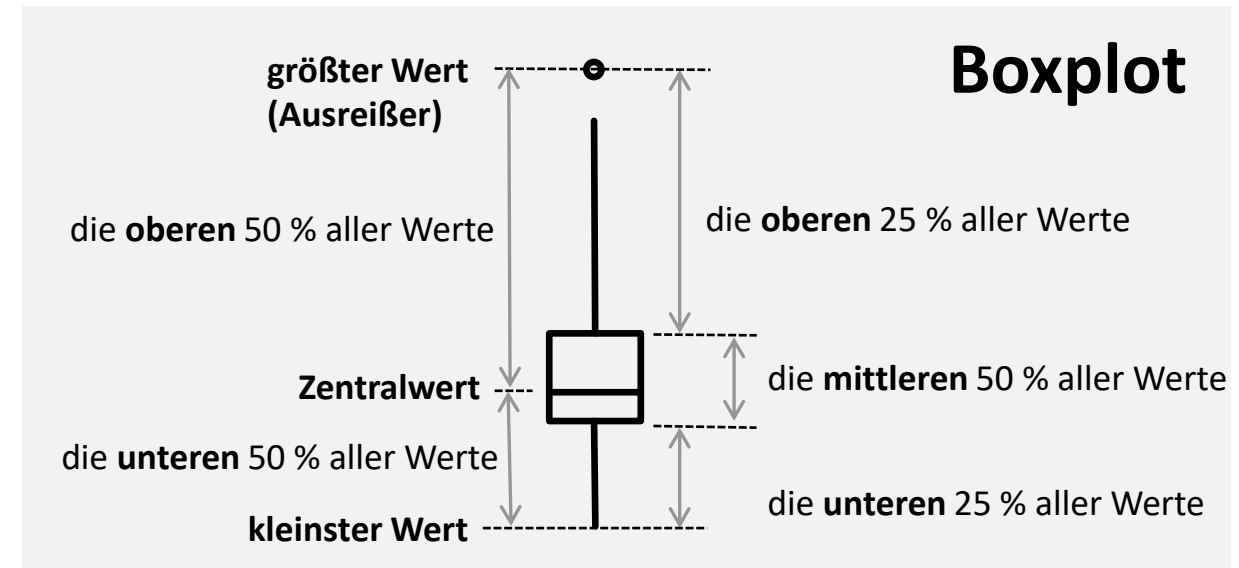 Boxplot
größter Wert
(Ausreißer)
die oberen 50 % aller Werte
die oberen 25 % aller Werte
Zentralwert
die mittleren 50 % aller Werte
die unteren 50 % aller Werte
die unteren 25 % aller Werte
kleinster Wert